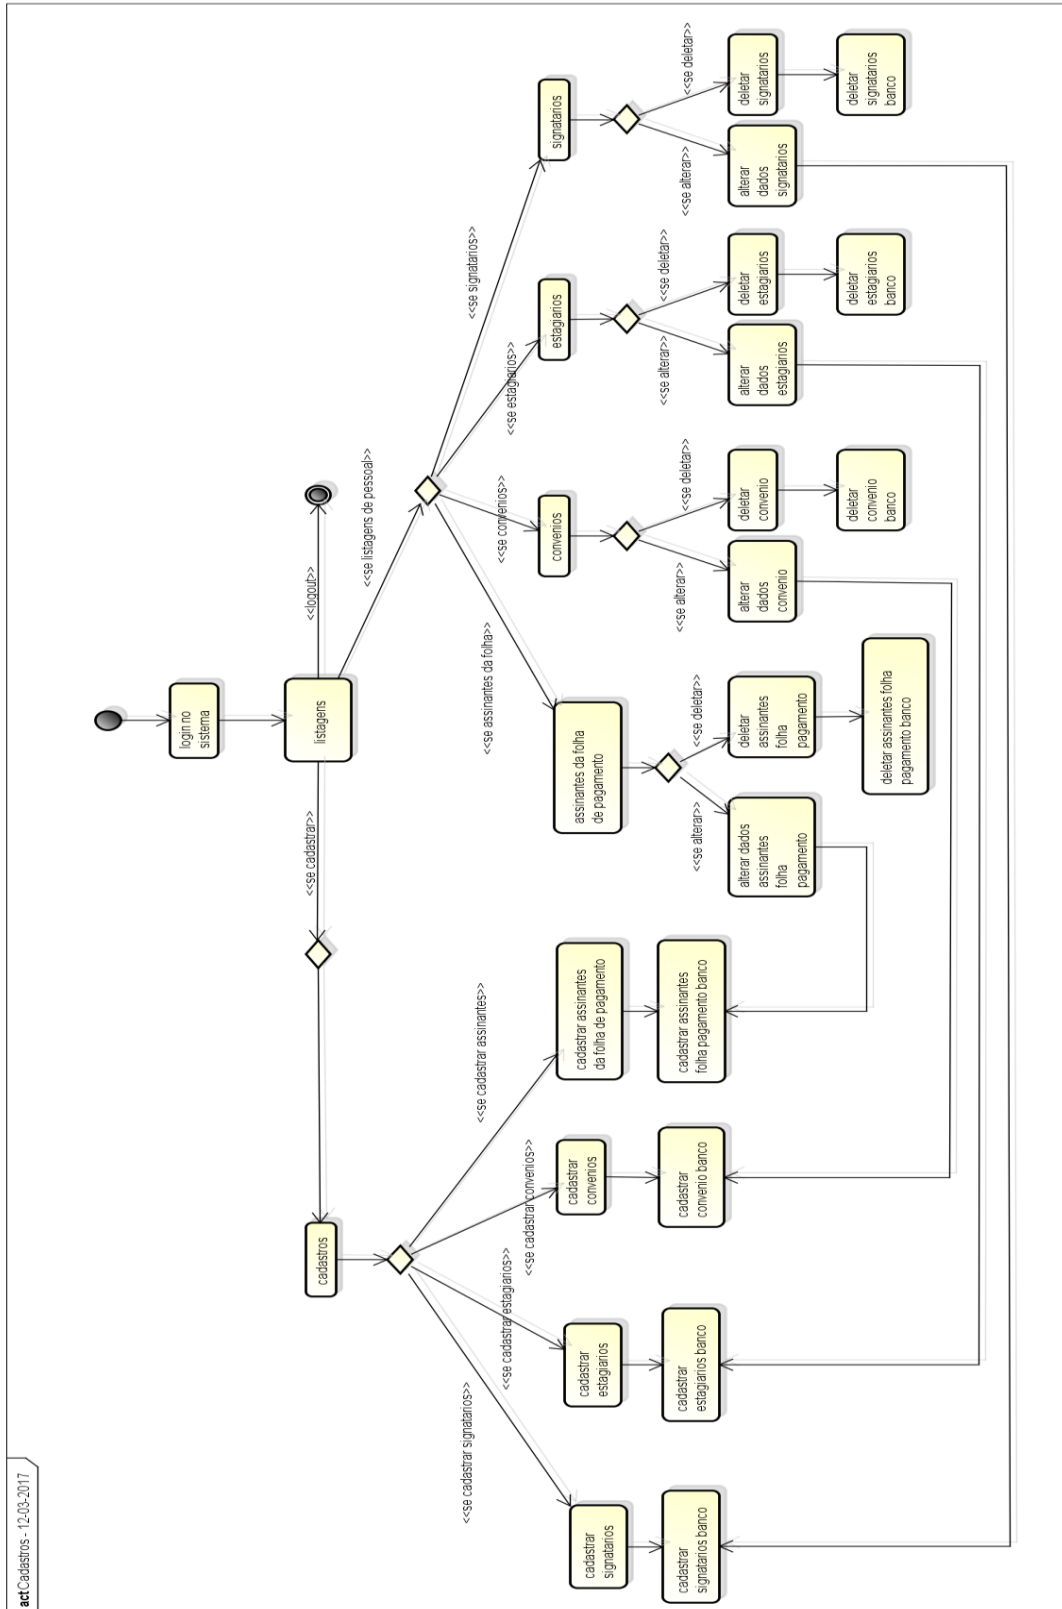 act Cadastros - 12-03-2017
login no
sistema
listagens
<<logout>>
<<se cadastrar>>
<<se listagens de pessoal>>
cadastros
<<se cadastrar signatarios>>
<<se cadastrar estagiarios>>
<<se cadastrar convenios>>
<<se cadastrar assinantes>>
<<se assinantes da folha>>
<<se convenios>>
<<se estagiarios>>
<<se signatarios>>
cadastrar
signatarios
cadastrar
estagiarios
cadastrar
convenios
cadastrar assinantes
da folha de pagamento
assinantes da folha
de pagamento
convenios
estagiarios
signatarios
cadastrar
signatarios banco
cadastrar
estagiarios banco
cadastrar
convenio banco
cadastrar assinantes
folha pagamento banco
<<se alterar>>
<<se deletar>>
<<se alterar>>
<<se deletar>>
<<se alterar>>
<<se deletar>>
<<se alterar>>
<<se deletar>>
alterar dados
assinantes
folha
pagamento
deletar
assinantes
folha
pagamento
alterar
dados
convenio
deletar
convenio
alterar
dados
estagiarios
deletar
estagiarios
alterar
dados
signatarios
deletar
signatarios
deletar assinantes folha
pagamento banco
deletar
convenio
banco
deletar
estagiarios
banco
deletar
signatarios
banco